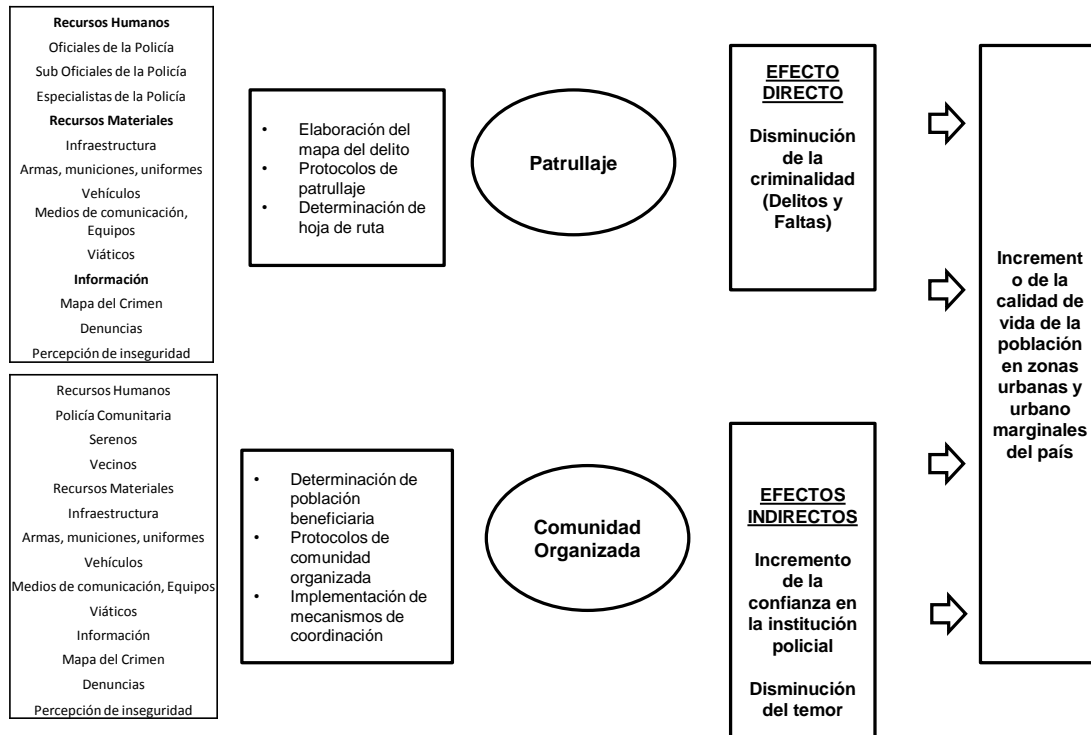 Recursos Humanos
Oficiales de la Policía
Sub Oficiales de la Policía
Especialistas de la Policía
Recursos Materiales
Infraestructura
Armas, municiones, uniformes
Vehículos
Medios de comunicación,
Equipos
Viáticos
Información
Mapa del Crimen
Denuncias
Percepción de inseguridad
• Elaboración del
mapa del delito
• Protocolos de
patrullaje
• Determinación de
hoja de ruta
Patrullaje
EFECTO
DIRECTO
Disminución
de la
criminalidad
(Delitos y
Faltas)
Recursos Humanos
Policía Comunitaria
Serenos
Vecinos
Recursos Materiales
Infraestructura
Armas, municiones, uniformes
Vehículos
Medios de comunicación, Equipos
Viáticos
Información
Mapa del Crimen
Denuncias
Percepción de inseguridad
• Determinación de
población
beneficiaria
• Protocolos de
comunidad
organizada
• Implementación de
mecanismos de
coordinación
Comunidad
Organizada
EFECTOS
INDIRECTOS
Incremento
de la
confianza en
la institución
policial
Disminución
del temor
Increment
o de la
calidad de
vida de la
población
en zonas
urbanas y
urbano
marginales
del país